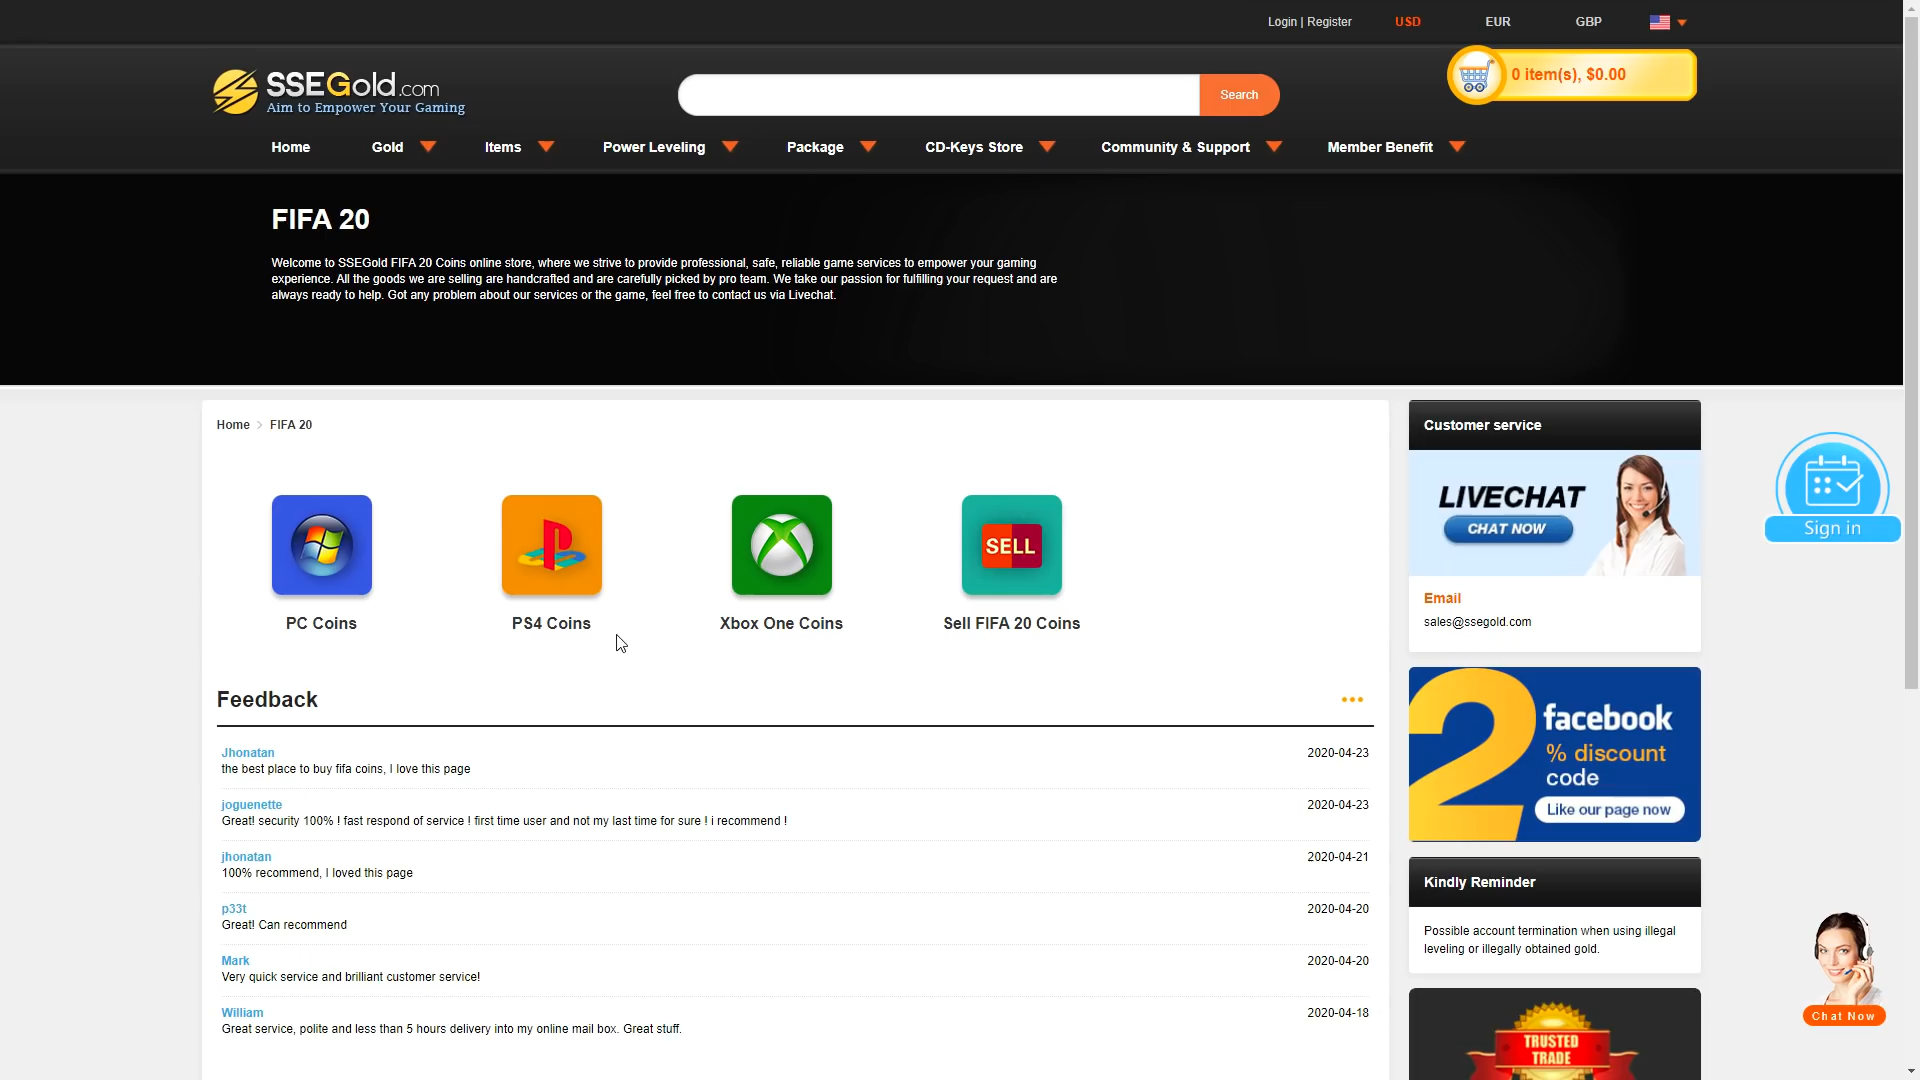 Login | Register
USD
EUR
GBP
SSEGold.com
Aim to Empower Your Gaming
Search
0 item(s), $0.00
Home
Gold
Items
Power Leveling
Package
CD-Keys Store
Community & Support
Member Benefit
FIFA 20
Welcome to SSEGold FIFA 20 Coins online store, where we strive to provide professional, safe, reliable game services to empower your gaming
experience. All the goods we are selling are handcrafted and are carefully picked by pro team. We take our passion for fulfilling your request and are
always ready to help. Got any problem about our services or the game, feel free to contact us via Livechat.
Home > FIFA 20
PC Coins
PS4 Coins
Xbox One Coins
SELL
Sell FIFA 20 Coins
Feedback
Jhonatan
2020-04-23
the best place to buy fifa coins, I love this page
joguenette
2020-04-23
Great! security 100% ! fast respond of service ! first time user and not my last time for sure ! i recommend !
jhonatan
2020-04-21
100% recommend, I loved this page
p33t
2020-04-20
Great! Can recommend
Mark
2020-04-20
Very quick service and brilliant customer service!
William
2020-04-18
Great service, polite and less than 5 hours delivery into my online mail box. Great stuff.
Customer service
LIVECHAT
CHAT NOW
Email
sales@ssegold.com
2
facebook
% discount
code
Like our page now
Kindly Reminder
Possible account termination when using illegal
leveling or illegally obtained gold.
TRUSTED
TRADE
Sign in
Chat Now